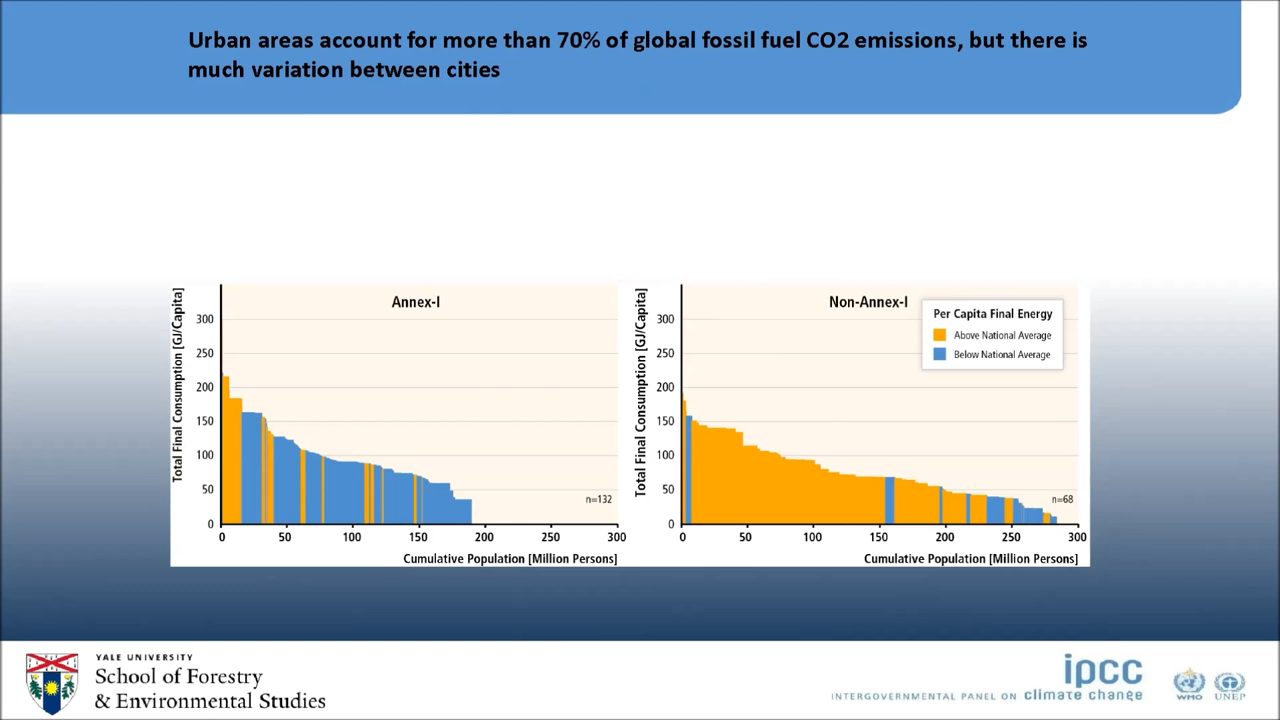 Urban areas account for more than 70% of global fossil fuel CO2 emissions, but there is
much variation between cities
Total Final Consumption [GJ/Capita]
Annex-I
300
250
200
150
100
50
0
n=132
0 50 100 150 200 250 300
Cumulative Population [Million Persons]
Total Final Consumption [GJ/Capita]
Non-Annex-I
Per Capita Final Energy
Above National Average
Below National Average
300
250
200
150
100
50
0
n=68
0 50 100 150 200 250 300
Cumulative Population [Million Persons]
YALE UNIVERSITY
School of Forestry
& Environmental Studies
ipcc
INTERGOVERNMENTAL PANEL ON climate change
WMO
UNEP